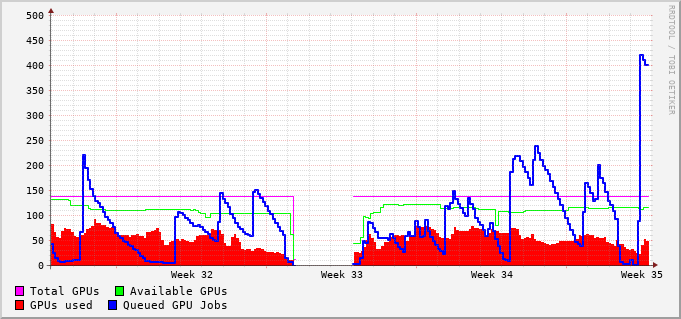 500
450
400
350
300
250
200
150
100
50
0
Week 32 Week 33 Week 34 Week 35
Total GPUs Available GPUs
GPUs used Queued GPU Jobs
RRDTOOL / TOBI OETIKER